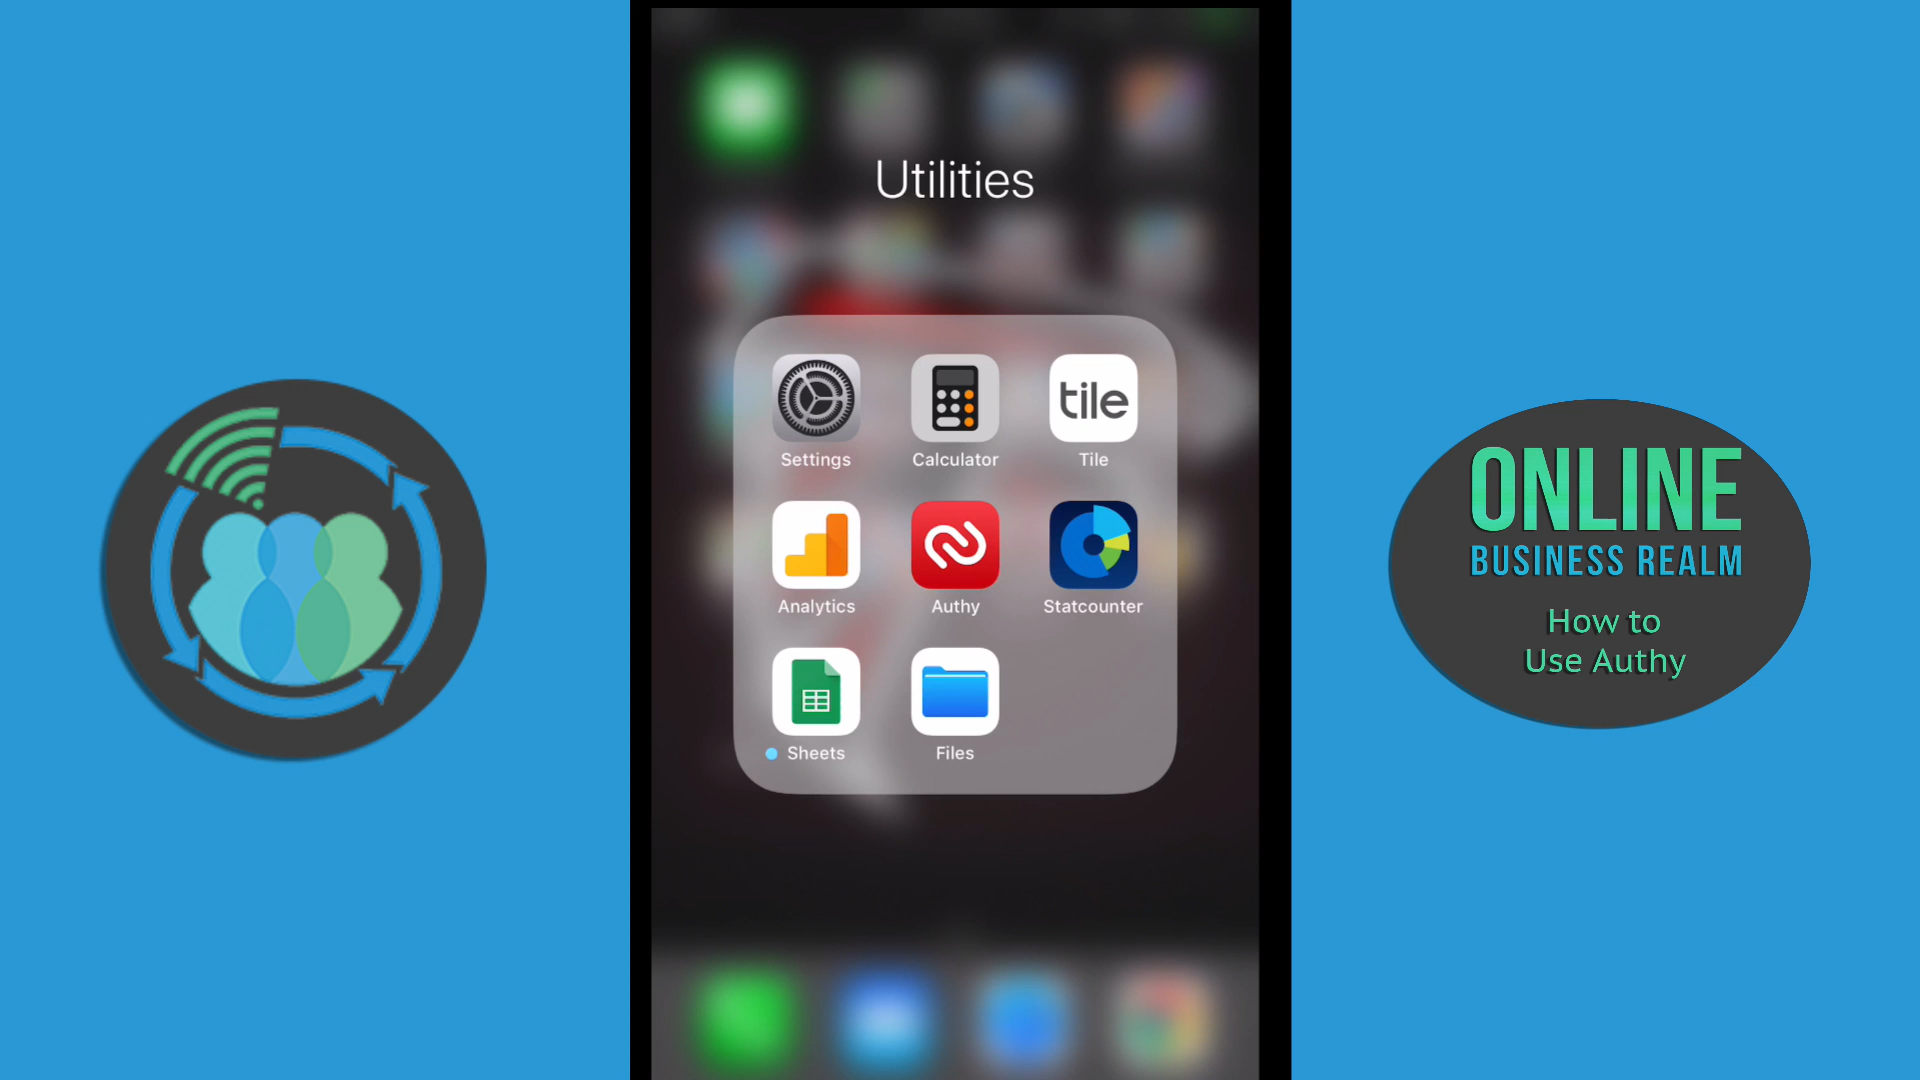 Utilities
tile
Settings
Calculator
Tile
Analytics
Authy
Statcounter
Sheets
Files
ONLINE
BUSINESS REALM
How to
Use Authy